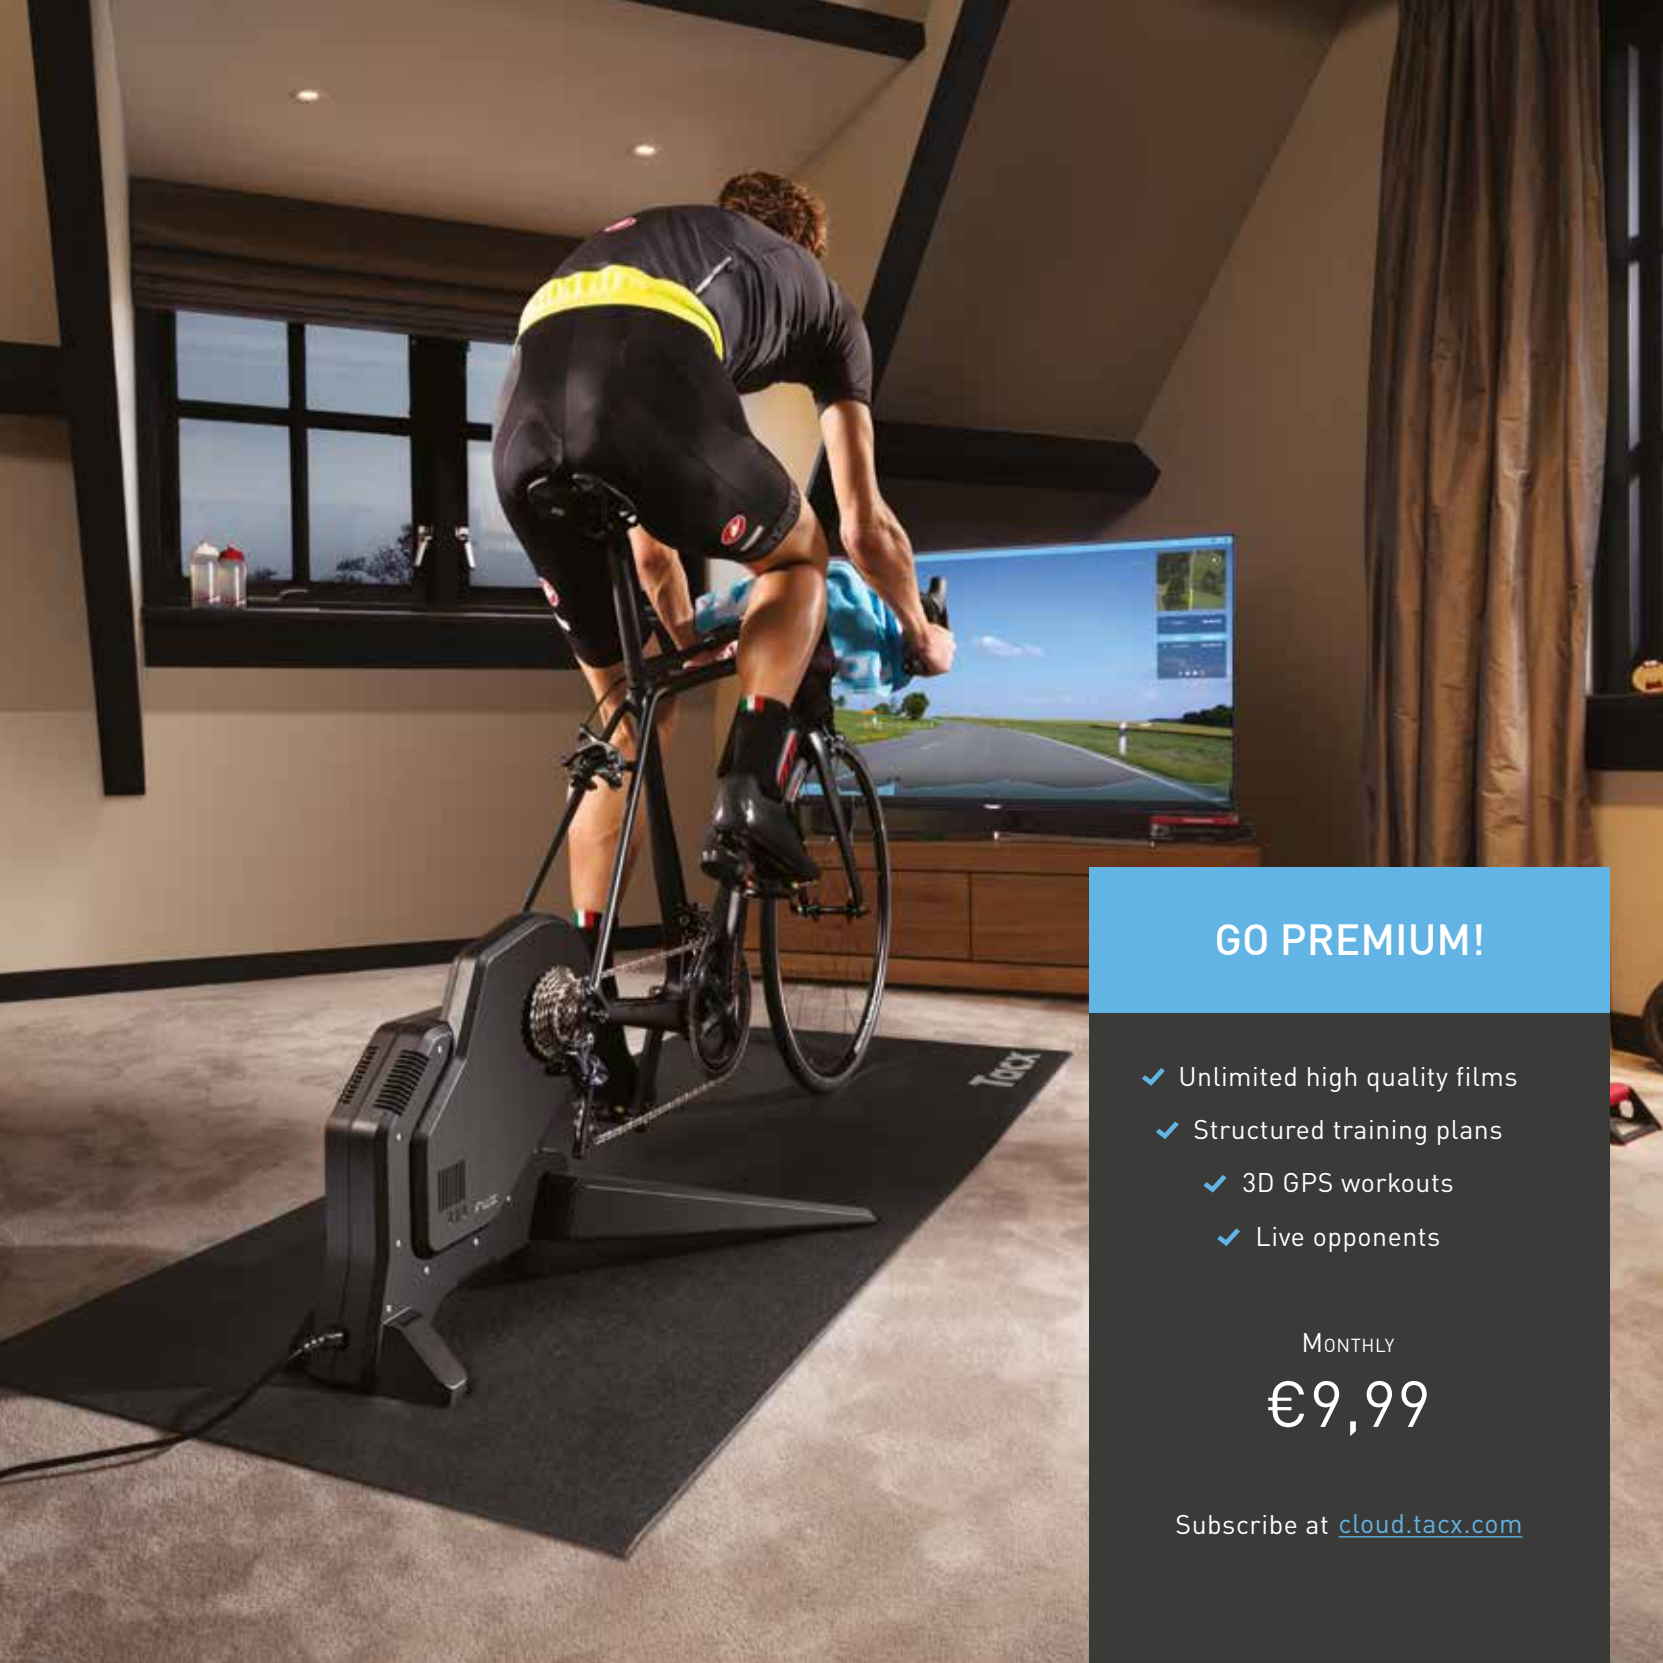 Tacx
GO PREMIUM!
Unlimited high quality films
Structured training plans
3D GPS workouts
Live opponents
MONTHLY
€9,99
Subscribe at cloud.tacx.com